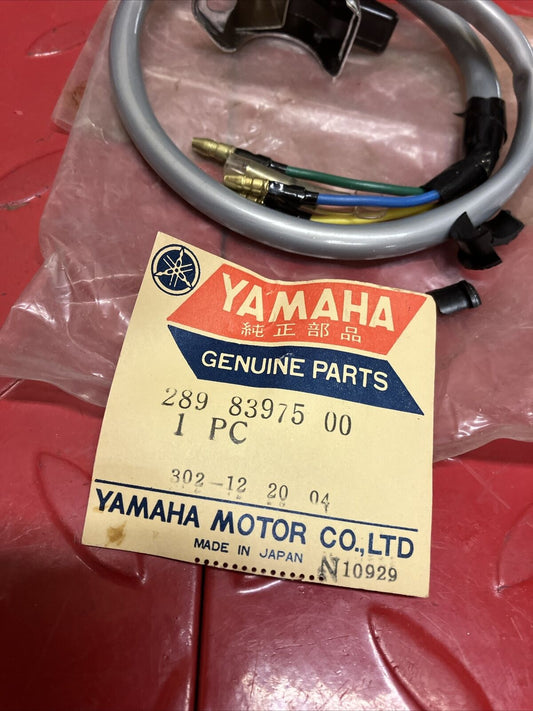 YAMAHA
純正部品
GENUINE PARTS
289 83975 00
1 PC
302-12 20 04
YAMAHA MOTOR CO.,LTD
MADE IN JAPAN
N10929